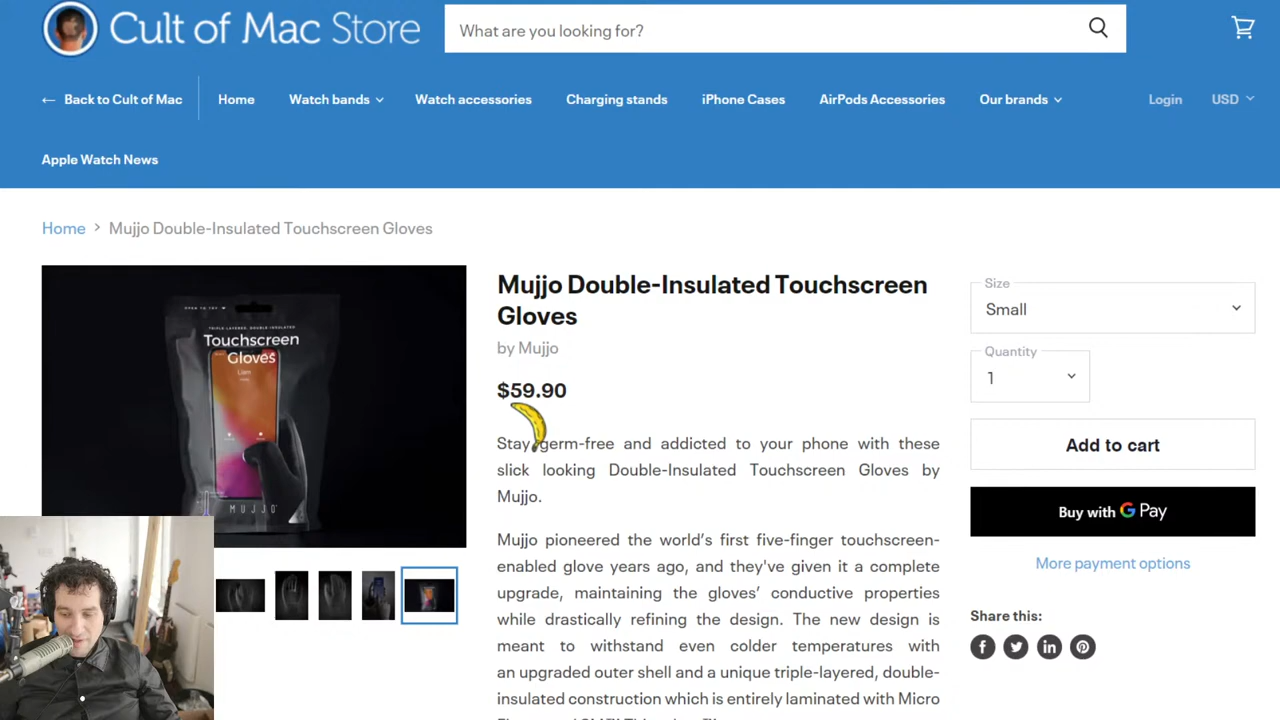 Cult of Mac Store
What are you looking for?
← Back to Cult of Mac
Home
Watch bands
Watch accessories
Charging stands
iPhone Cases
AirPods Accessories
Our brands
Login
USD
Apple Watch News
Home > Mujjo Double-Insulated Touchscreen Gloves
TRIPLE LAYERED, DOUBLE-INSULATED
Touchscreen
Gloves
MUJJO
Mujjo Double-Insulated Touchscreen
Gloves
by Mujjo
$59.90
Stay germ-free and addicted to your phone with these
slick looking Double-Insulated Touchscreen Gloves by
Mujjo.
Mujjo pioneered the world's first five-finger touchscreen-
enabled glove years ago, and they've given it a complete
upgrade, maintaining the gloves' conductive properties
while drastically refining the design. The new design is
meant to withstand even colder temperatures with
an upgraded outer shell and a unique triple-layered, double-
insulated construction which is entirely laminated with Micro
Size
Small
Quantity
1
Add to cart
Buy with G Pay
More payment options
Share this: